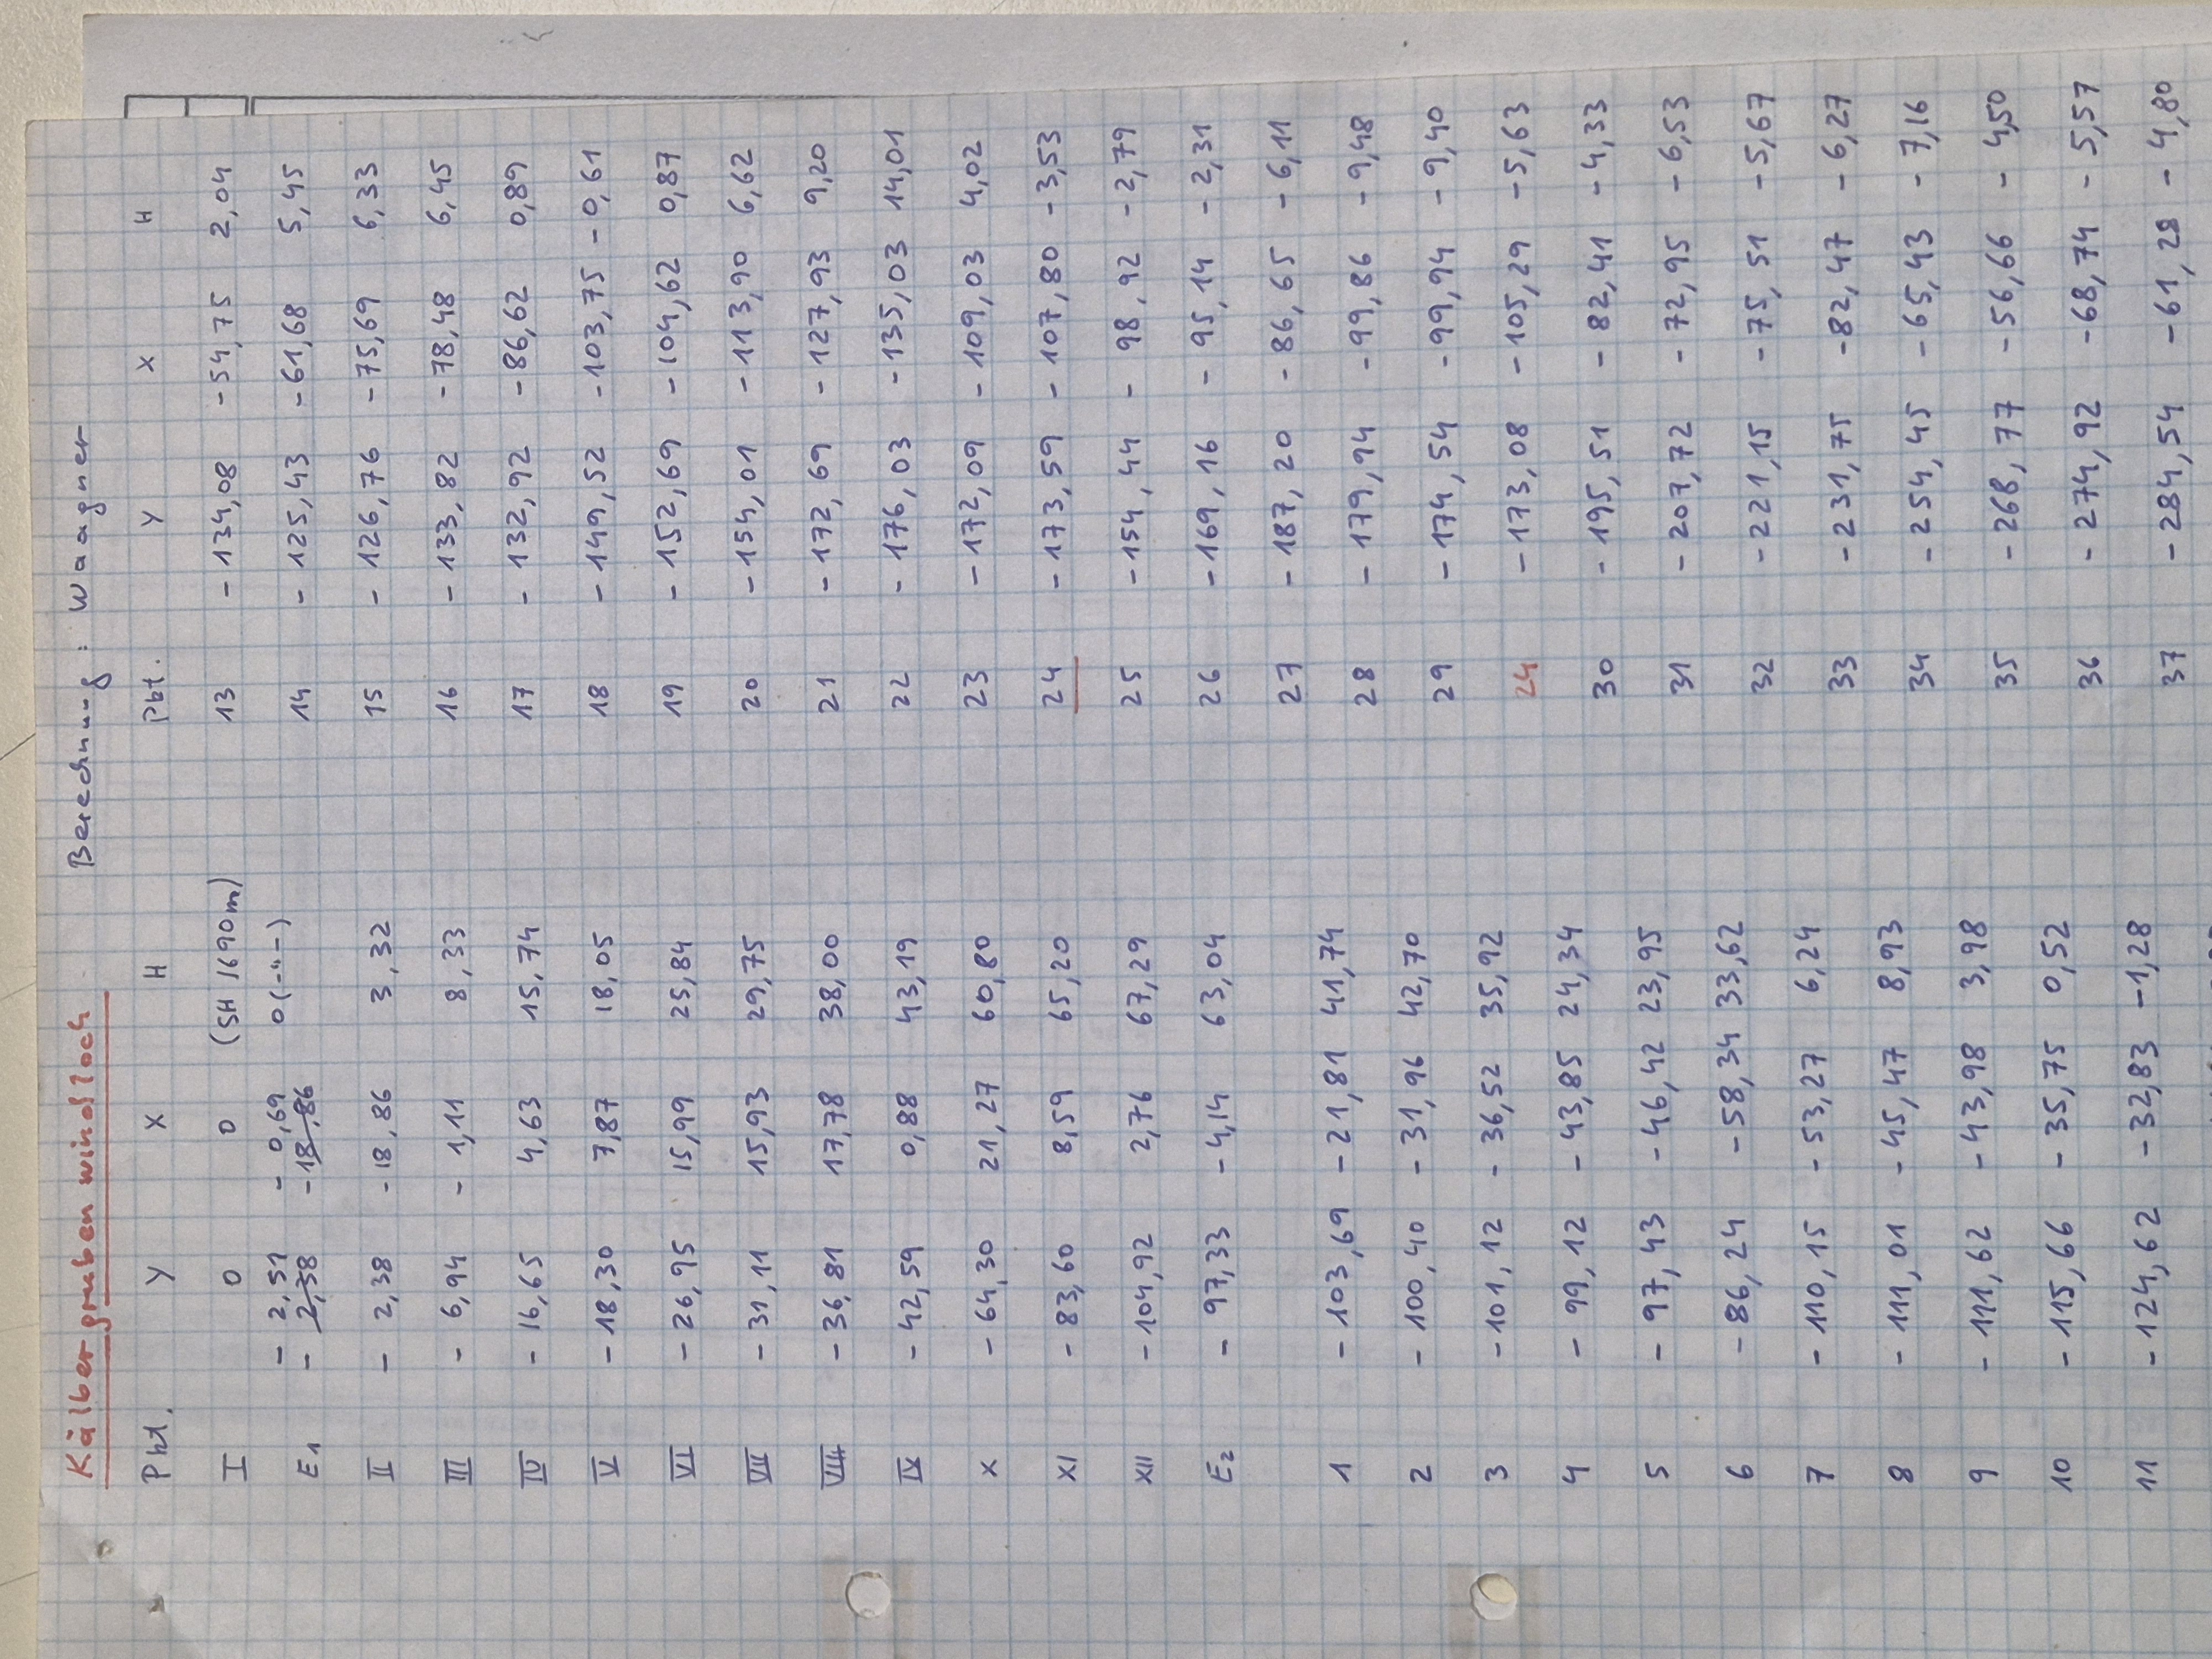 Kälbergrubenwindloch Berechnung: Waagner
Pkt. Y X H
I 0 0 (SH 1690m)
- 2,51 - 0,69 0 (-"-)
E1 - 2,38 - 18,86
II - 2,38 - 18,86 3,32
III - 6,94 - 1,11 8,33
IV - 16,65 4,63 15,74
V - 18,30 7,87 18,05
VI - 26,95 15,99 25,84
VII - 31,11 15,93 29,75
VIII - 36,81 17,78 38,00
IX - 42,59 0,88 43,19
X - 64,30 21,27 60,80
XI - 83,60 8,59 65,20
XII - 104,92 2,76 67,29
E2 - 97,33 - 4,14 63,04
1 - 103,69 - 21,81 41,74
2 - 100,40 - 31,96 42,70
3 - 101,12 - 36,52 35,92
4 - 99,12 - 43,85 24,34
5 - 97,43 - 46,42 23,95
6 - 86,24 - 58,34 33,62
7 - 110,15 - 53,27 6,24
8 - 111,01 - 45,47 8,93
9 - 111,62 - 43,98 3,98
10 - 115,66 - 35,75 0,52
11 - 124,62 - 32,83 - 1,28
Pkt. Y X H
13 - 134,08 - 54,75 2,04
14 - 125,43 - 61,68 5,45
15 - 126,76 - 75,69 6,33
16 - 133,82 - 78,48 6,45
17 - 132,92 - 86,62 0,89
18 - 149,52 - 103,75 - 0,61
19 - 152,69 - 104,62 0,87
20 - 154,01 - 113,90 6,62
21 - 172,69 - 127,93 9,20
22 - 176,03 - 135,03 14,01
23 - 172,09 - 109,03 4,02
24 - 173,59 - 107,80 - 3,53
25 - 154,44 - 98,92 - 2,79
26 - 169,16 - 95,14 - 2,31
27 - 187,20 - 86,65 - 6,11
28 - 179,94 - 99,86 - 9,48
29 - 174,54 - 99,94 - 9,40
24 - 173,08 - 105,29 - 5,63
30 - 195,51 - 82,41 - 4,33
31 - 207,72 - 72,95 - 6,53
32 - 221,15 - 75,51 - 5,67
33 - 231,75 - 82,47 - 6,27
34 - 254,45 - 65,43 - 7,16
35 - 268,77 - 56,66 - 4,50
36 - 274,92 - 68,74 - 5,57
37 - 284,54 - 61,28 - 4,80